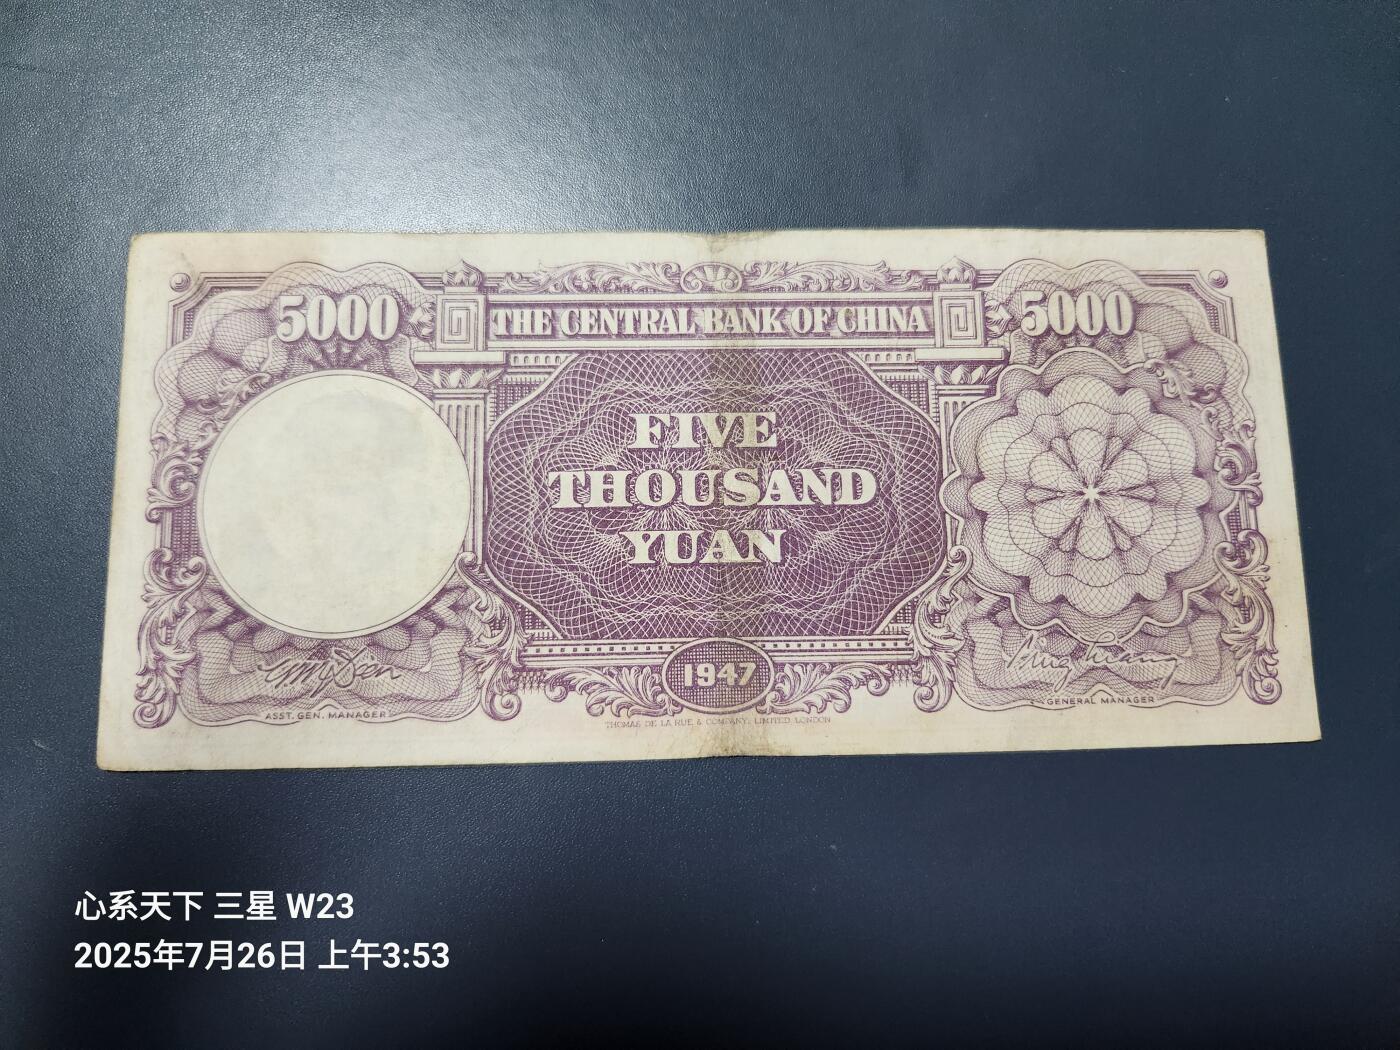 5000
THE CENTRAL BANK OF CHINA
5000
FIVE
THOUSAND
YUAN
1947
ASST. GEN. MANAGER
GENERAL MANAGER
THOMAS DE LA RUE & COMPANY, LIMITED, LONDON
心系天下 三星 W23
2025年7月26日 上午3:53